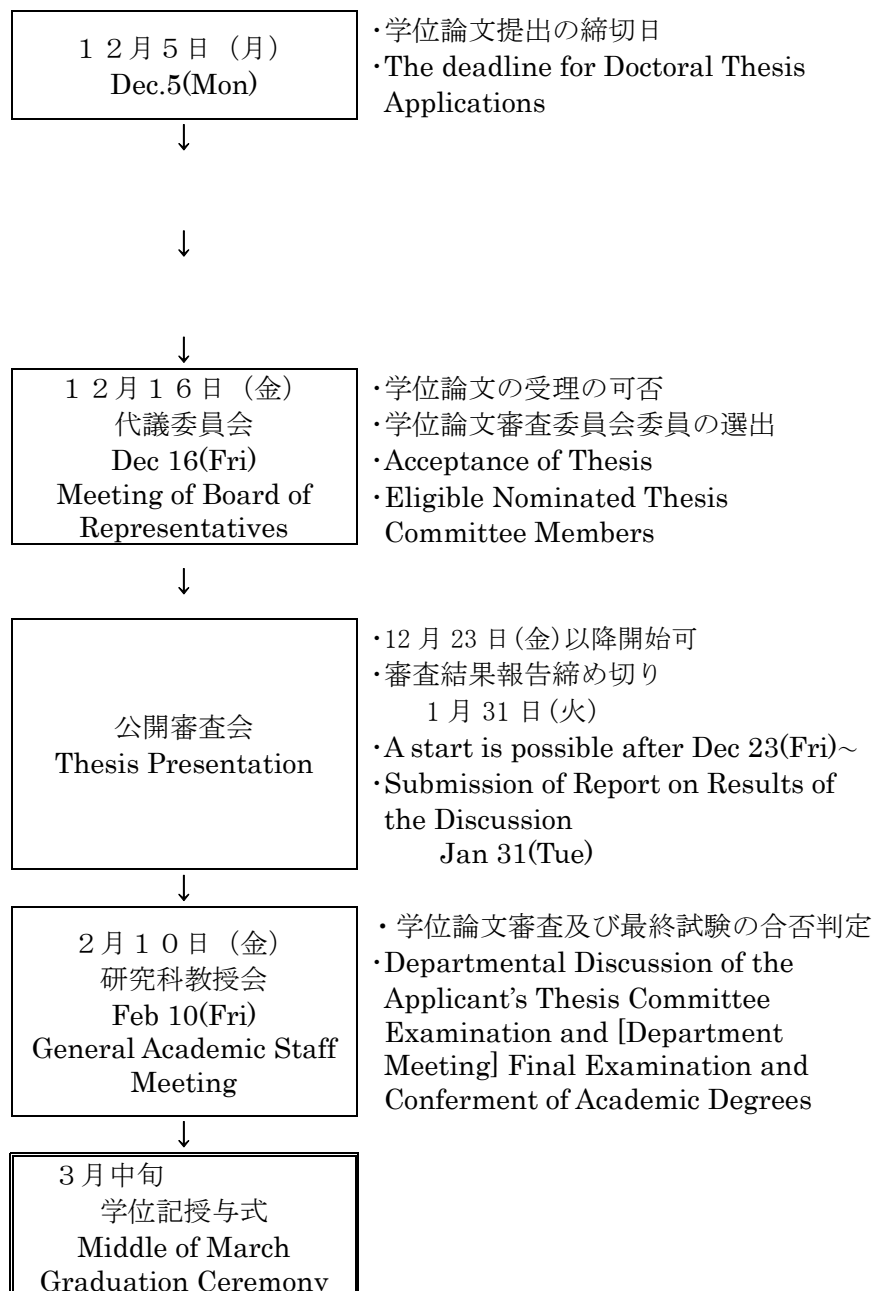 １２月５日（月）
Dec.5(Mon)
・学位論文提出の締切日
・The deadline for Doctoral Thesis
Applications
↓
↓
↓
１２月１６日（金）
代議委員会
Dec 16(Fri)
Meeting of Board of
Representatives
・学位論文の受理の可否
・学位論文審査委員会委員の選出
・Acceptance of Thesis
・Eligible Nominated Thesis
Committee Members
↓
公開審査会
Thesis Presentation
・12 月 23 日(金)以降開始可
・審査結果報告締め切り
1 月 31 日(火)
・A start is possible after Dec 23(Fri)~
・Submission of Report on Results of
the Discussion
Jan 31(Tue)
↓
２月１０日（金）
研究科教授会
Feb 10(Fri)
General Academic Staff
Meeting
・学位論文審査及び最終試験の合否判定
・Departmental Discussion of the
Applicant’s Thesis Committee
Examination and [Department
Meeting] Final Examination and
Conferment of Academic Degrees
↓
３月中旬
学位記授与式
Middle of March
Graduation Ceremony